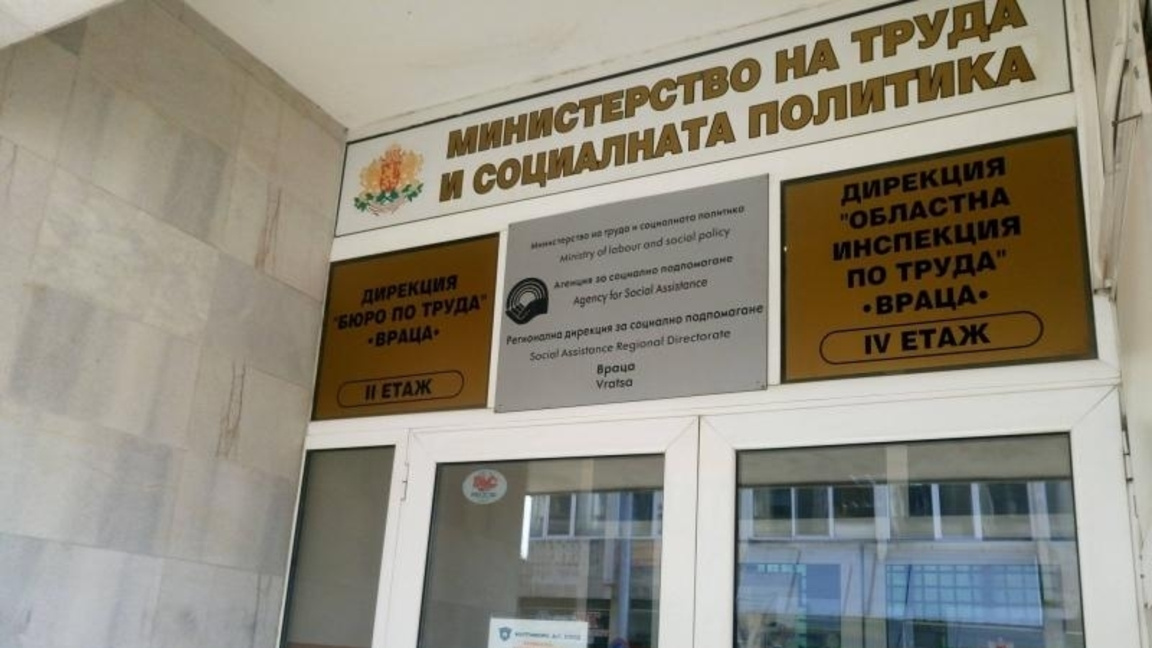 МИНИСТЕРСТВО НА ТРУДА
И СОЦИАЛНАТА ПОЛИТИКА
ДИРЕКЦИЯ
"БЮРО ПО ТРУДА"
•ВРАЦА•
II ЕТАЖ
Министерство на труда и социалната политика
Ministry of labour and social policy
Агенция за социално подпомагане
Agency for Social Assistance
Регионална дирекция за социално подпомагане
Social Assistance Regional Directorate
Враца
Vratsa
ДИРЕКЦИЯ
"ОБЛАСТНА
ИНСПЕКЦИЯ
ПО ТРУДА"
•ВРАЦА•
IV ЕТАЖ